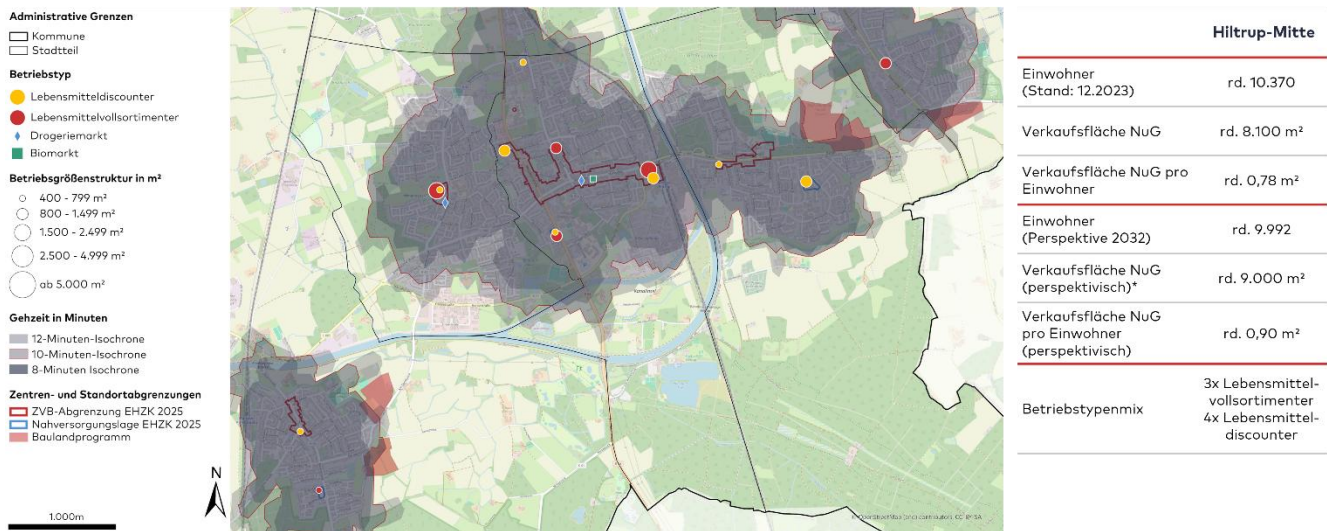 Administrative Grenzen
Kommune
Stadtteil
Betriebstyp
Lebensmitteldiscounter
Lebensmittelvollsortimenter
Drogeriemarkt
Biomarkt
Betriebsgrößenstruktur in m²
400 - 799 m²
800 - 1.499 m²
1.500 - 2.499 m²
2.500 - 4.999 m²
ab 5.000 m²
Gehzeit in Minuten
12-Minuten-Isochrone
10-Minuten-Isochrone
8-Minuten Isochrone
Zentren- und Standortabgrenzungen
ZVB-Abgrenzung EHZK 2025
Nahversorgungslage EHZK 2025
Baulandprogramm
1.000m
N
Hiltrup-Mitte
Einwohner
(Stand: 12.2023)
rd. 10.370
Verkaufsfläche NuG
rd. 8.100 m²
Verkaufsfläche NuG pro
Einwohner
rd. 0,78 m²
Einwohner
(Perspektive 2032)
rd. 9.992
Verkaufsfläche NuG
(perspektivisch)*
rd. 9.000 m²
Verkaufsfläche NuG
pro Einwohner
(perspektivisch)
rd. 0,90 m²
Betriebstypenmix
3x Lebensmittel-
vollsortimenter
4x Lebensmittel-
discounter